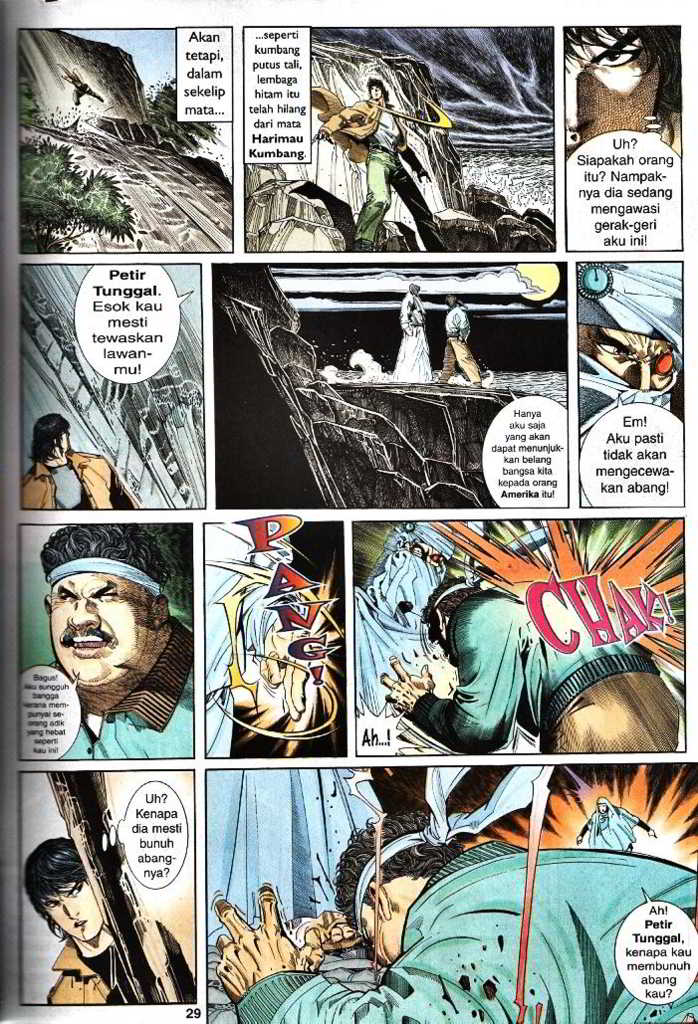 Akan
tetapi,
dalam
sekelip
mata...
...seperti
kumbang
putus tali,
lembaga
hitam itu
telah hilang
dari mata
Harimau
Kumbang.
Uh?
Siapakah orang
itu? Nampak-
nya dia sedang
mengawasi
gerak-geri
aku ini!
Petir
Tunggal.
Esok kau
mesti
tewaskan
lawan-
mu!
Hanya
aku saja
yang akan
dapat menunjuk-
kan belang
bangsa kita
kepada orang
Amerika itu!
Em!
Aku pasti
tidak akan
mengecewa-
kan abang!
Bagus!
Aku sungguh
bangga
kerana mem-
punyai se-
orang adik
yang hebat
seperti
kau ini!
PANG!
CHAK!
Ah...!
Uh?
Kenapa
dia mesti
bunuh
abang-
nya?
Ah!
Petir
Tunggal,
kenapa kau
membunuh
abang
kau?
29